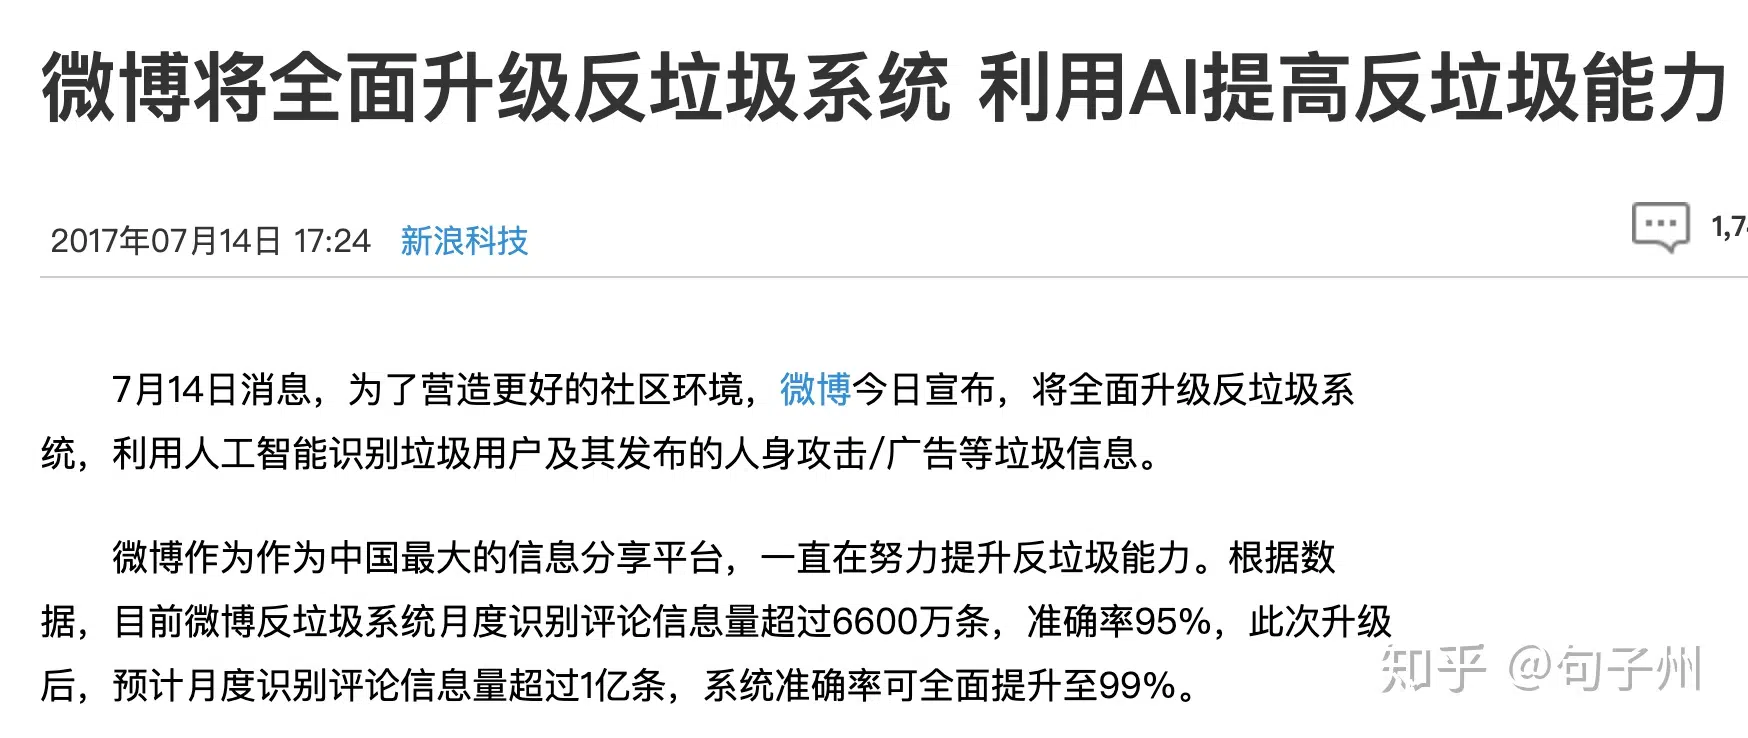 微博将全面升级反垃圾系统 利用AI提高反垃圾能力
2017年07月14日 17:24 新浪科技
1,7
7月14日消息，为了营造更好的社区环境，微博今日宣布，将全面升级反垃圾系
统，利用人工智能识别垃圾用户及其发布的人身攻击/广告等垃圾信息。
微博作为作为中国最大的信息分享平台，一直在努力提升反垃圾能力。根据数
据，目前微博反垃圾系统月度识别评论信息量超过6600万条，准确率95%，此次升级
后，预计月度识别评论信息量超过1亿条，系统准确率可全面提升至99%。
知乎 @句子州